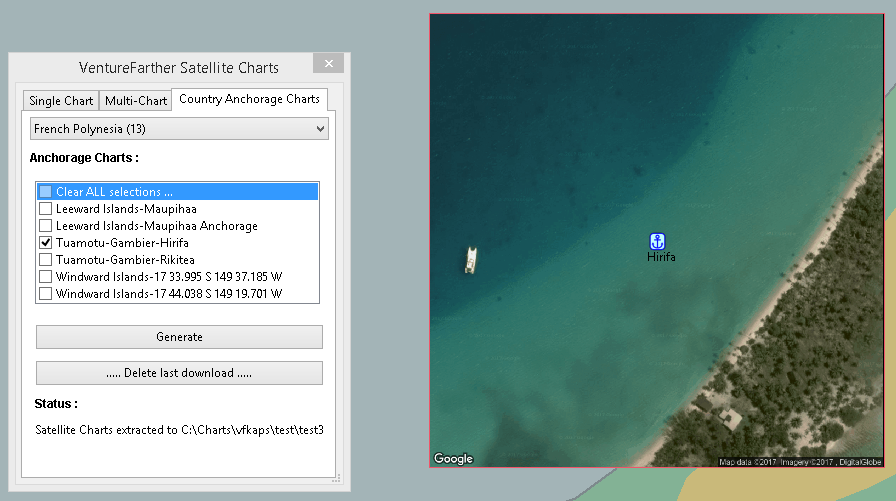 VentureFarther Satellite Charts
Single Chart
Multi-Chart
Country Anchorage Charts
French Polynesia (13)
Anchorage Charts :
Clear ALL selections ...
Leeward Islands-Maupihaa
Leeward Islands-Maupihaa Anchorage
Tuamotu-Gambier-Hirifa
Tuamotu-Gambier-Rikitea
Windward Islands-17 33.995 S 149 37.185 W
Windward Islands-17 44.038 S 149 19.701 W
Generate
..... Delete last download .....
Status :
Satellite Charts extracted to C:\Charts\vfkaps\test\test3
Hirifa
Google
Map data ©2017 Imagery ©2017 , DigitalGlobe